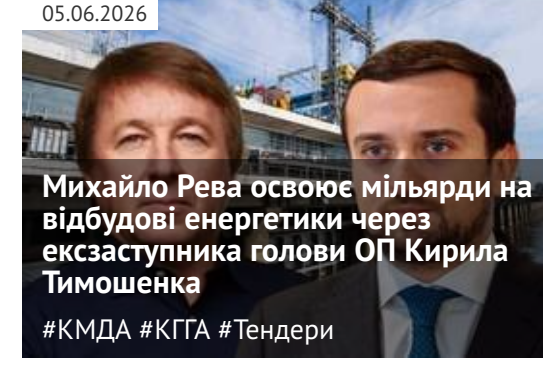 05.06.2026
Михайло Рева освоює мільярди на
відбудові енергетики через
ексзаступника голови ОП Кирила
Тимошенка
#КМДА #КГГА #Тендери